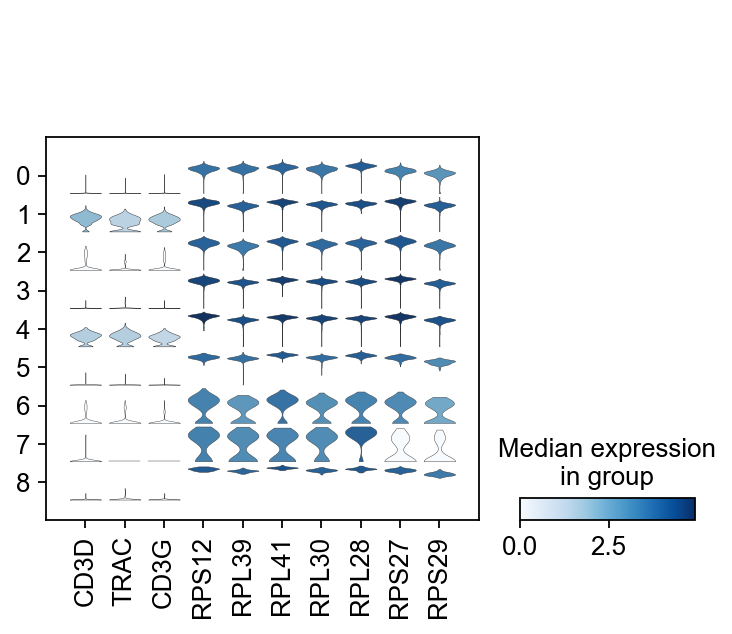 0
1
2
3
4
5
6
7
8
CD3D
TRAC
CD3G
RPS12
RPL39
RPL41
RPL30
RPL28
RPS27
RPS29
Median expression
in group
0.0 2.5